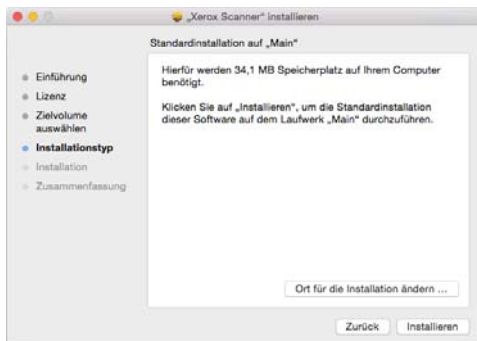 „Xerox Scanner“ installieren
Standardinstallation auf „Main“
Einführung
Lizenz
Zielvolume
auswählen
Installationstyp
Installation
Zusammenfassung
Hierfür werden 34,1 MB Speicherplatz auf Ihrem Computer
benötigt.
Klicken Sie auf „Installieren“, um die Standardinstallation
dieser Software auf dem Laufwerk „Main“ durchzuführen.
Ort für die Installation ändern ...
Zurück
Installieren